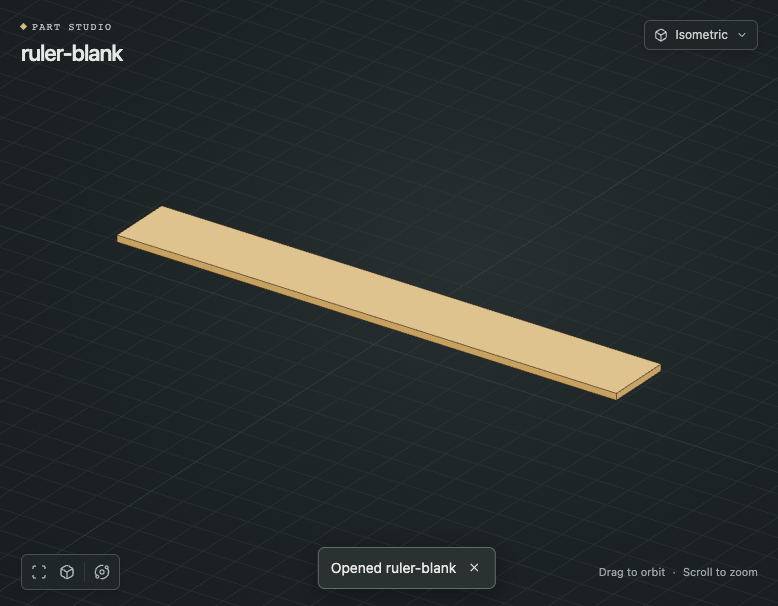 PART STUDIO
ruler-blank
Isometric
Opened ruler-blank
Drag to orbit · Scroll to zoom